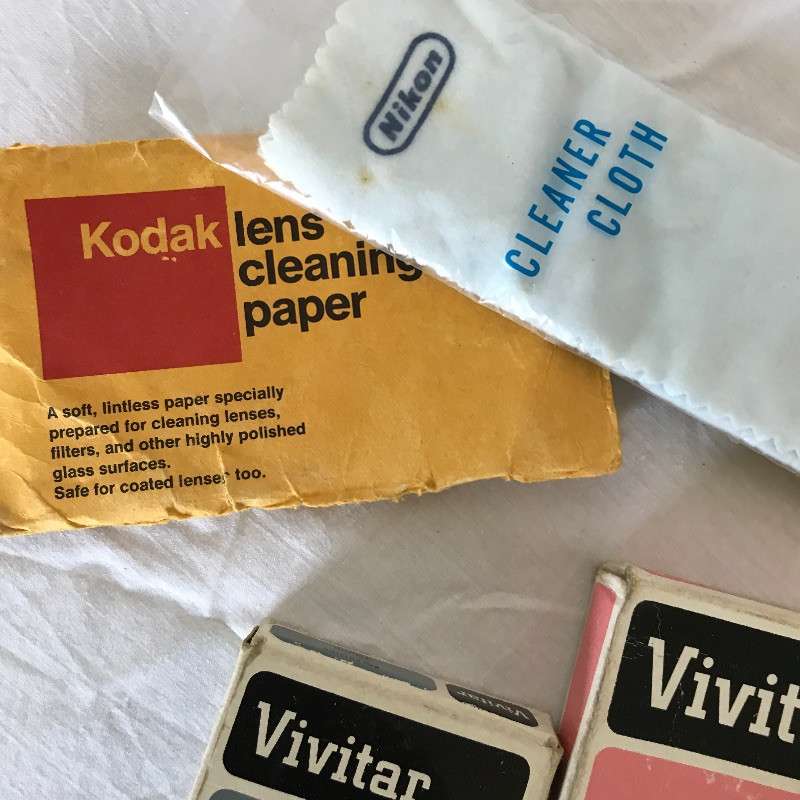 Nikon
CLEANER
CLOTH
Kodak
lens
cleaning
paper
A soft, lintless paper specially
prepared for cleaning lenses,
filters, and other highly polished
glass surfaces.
Safe for coated lenses too.
Vivitar
Vivitar
Vivit